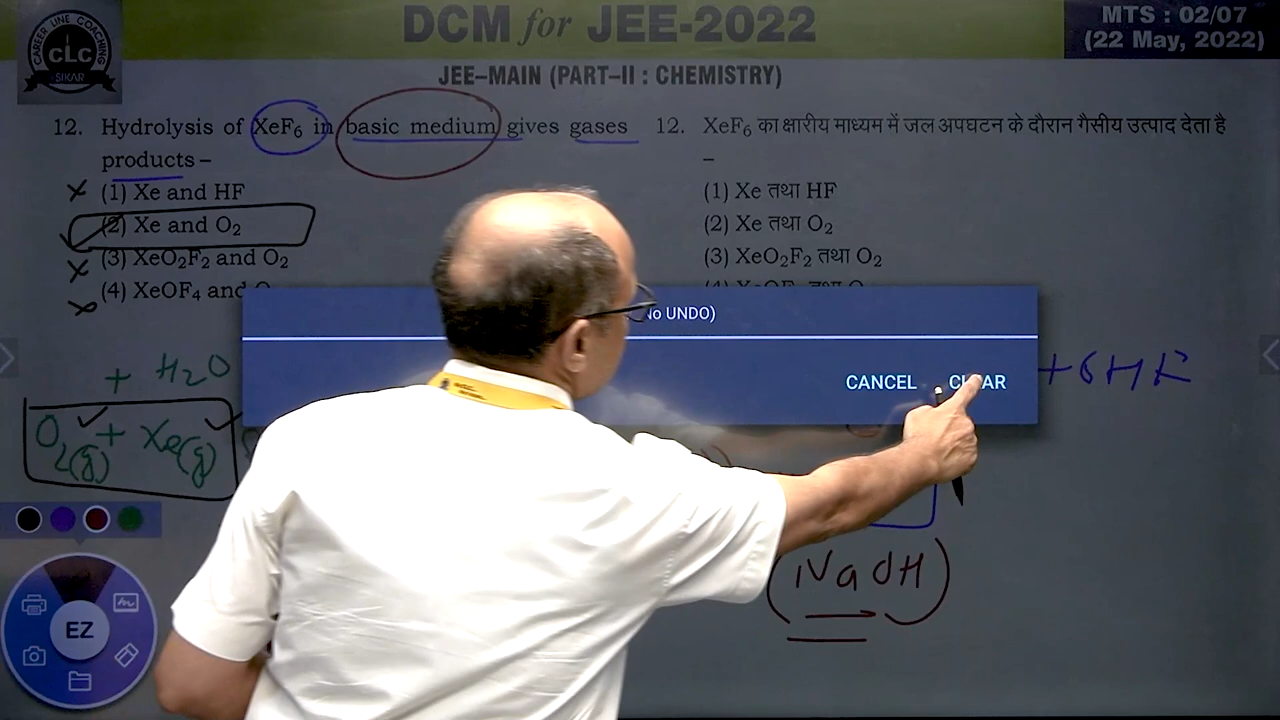 DCM for JEE-2022
MTS : 02/07
(22 May, 2022)
CAREER LINE COACHING
CLC
SIKAR
JEE–MAIN (PART–II : CHEMISTRY)
12. Hydrolysis of XeF₆ in basic medium gives gases
products –
(1) Xe and HF
(2) Xe and O₂
(3) XeO₂F₂ and O₂
(4) XeOF₄ and
12. XeF₆ का क्षारीय माध्यम में जल अपघटन के दौरान गैसीय उत्पाद देता है
–
(1) Xe तथा HF
(2) Xe तथा O₂
(3) XeO₂F₂ तथा O₂
No UNDO)
CANCEL
+ H₂O
O₂(g) + Xe(g)
+6HF
(NaOH)
EZ